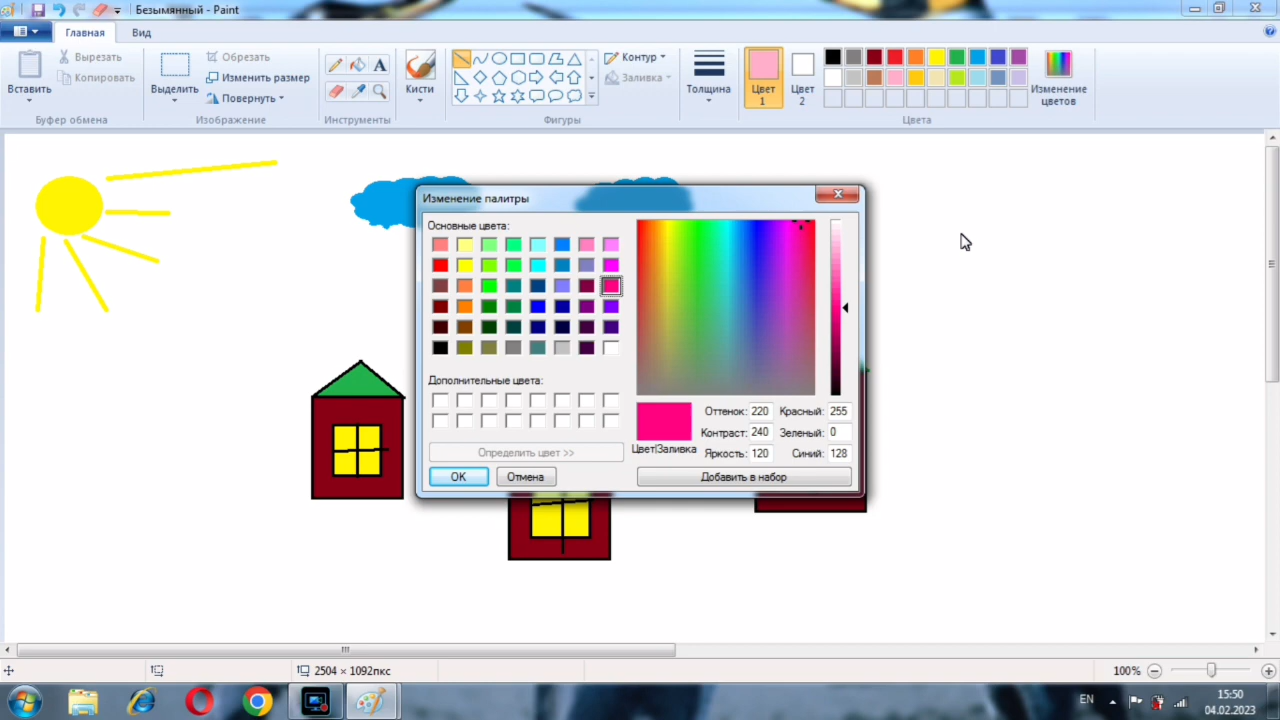 Безымянный - Paint
Главная
Вид
Вставить
Вырезать
Копировать
Буфер обмена
Выделить
Обрезать
Изменить размер
Повернуть
Изображение
A
Инструменты
Кисти
Контур
Заливка
Фигуры
Толщина
Цвет
1
Цвет
2
Изменение
цветов
Цвета
Изменение палитры
Основные цвета:
Дополнительные цвета:
Определить цвет >>
OK
Отмена
Цвет|Заливка
Оттенок: 220
Контраст: 240
Яркость: 120
Красный: 255
Зеленый: 0
Синий: 128
Добавить в набор
2504 × 1092пкс
100%
EN
15:50
04.02.2023